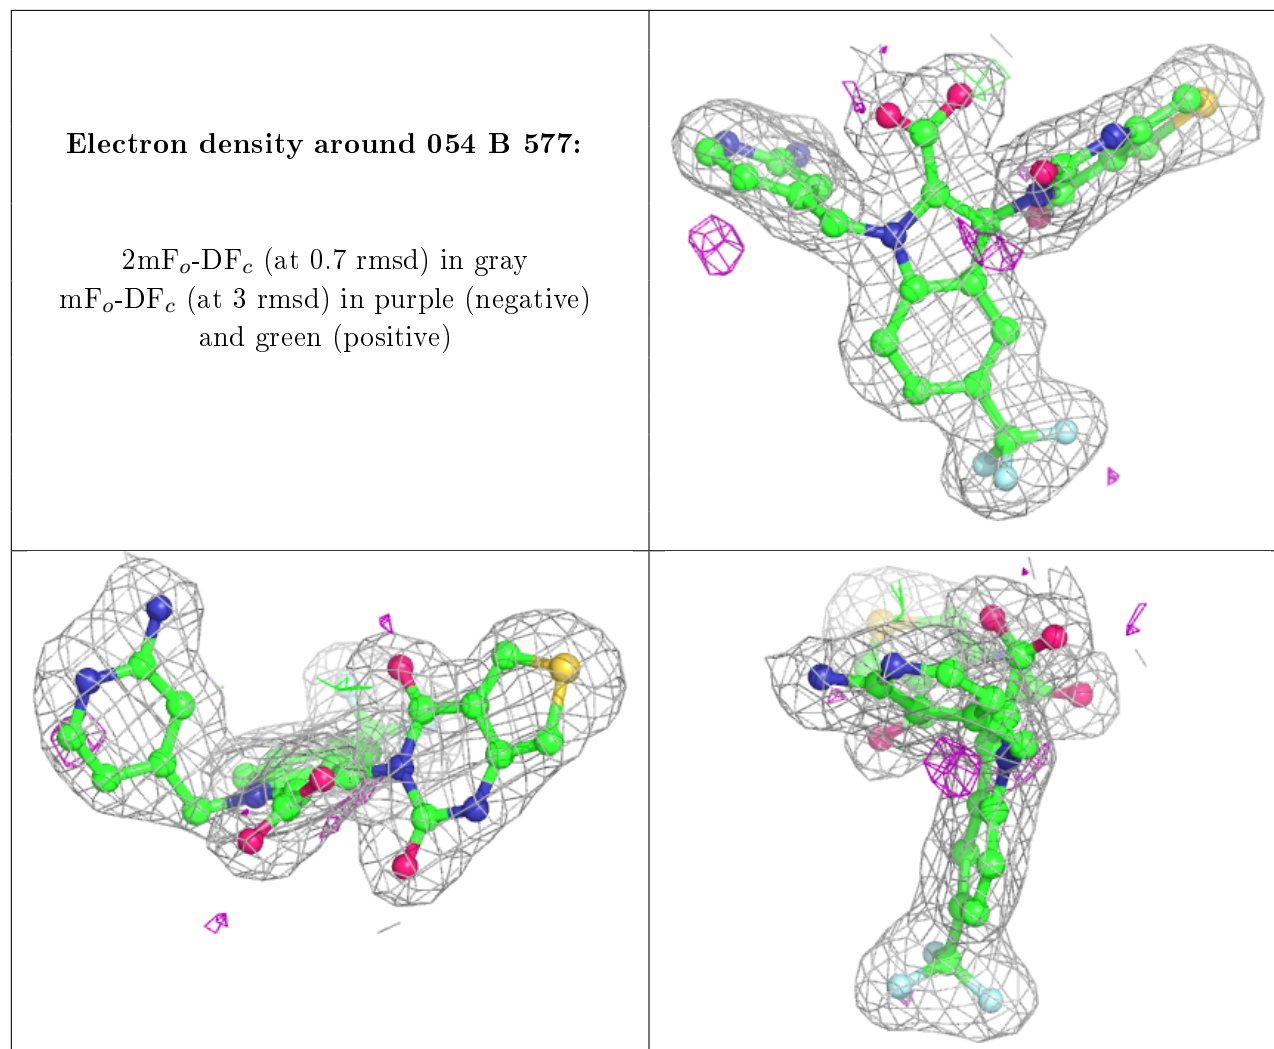 Electron density around 054 B 577:
2mFo-DFc (at 0.7 rmsd) in gray
mFo-DFc (at 3 rmsd) in purple (negative)
and green (positive)